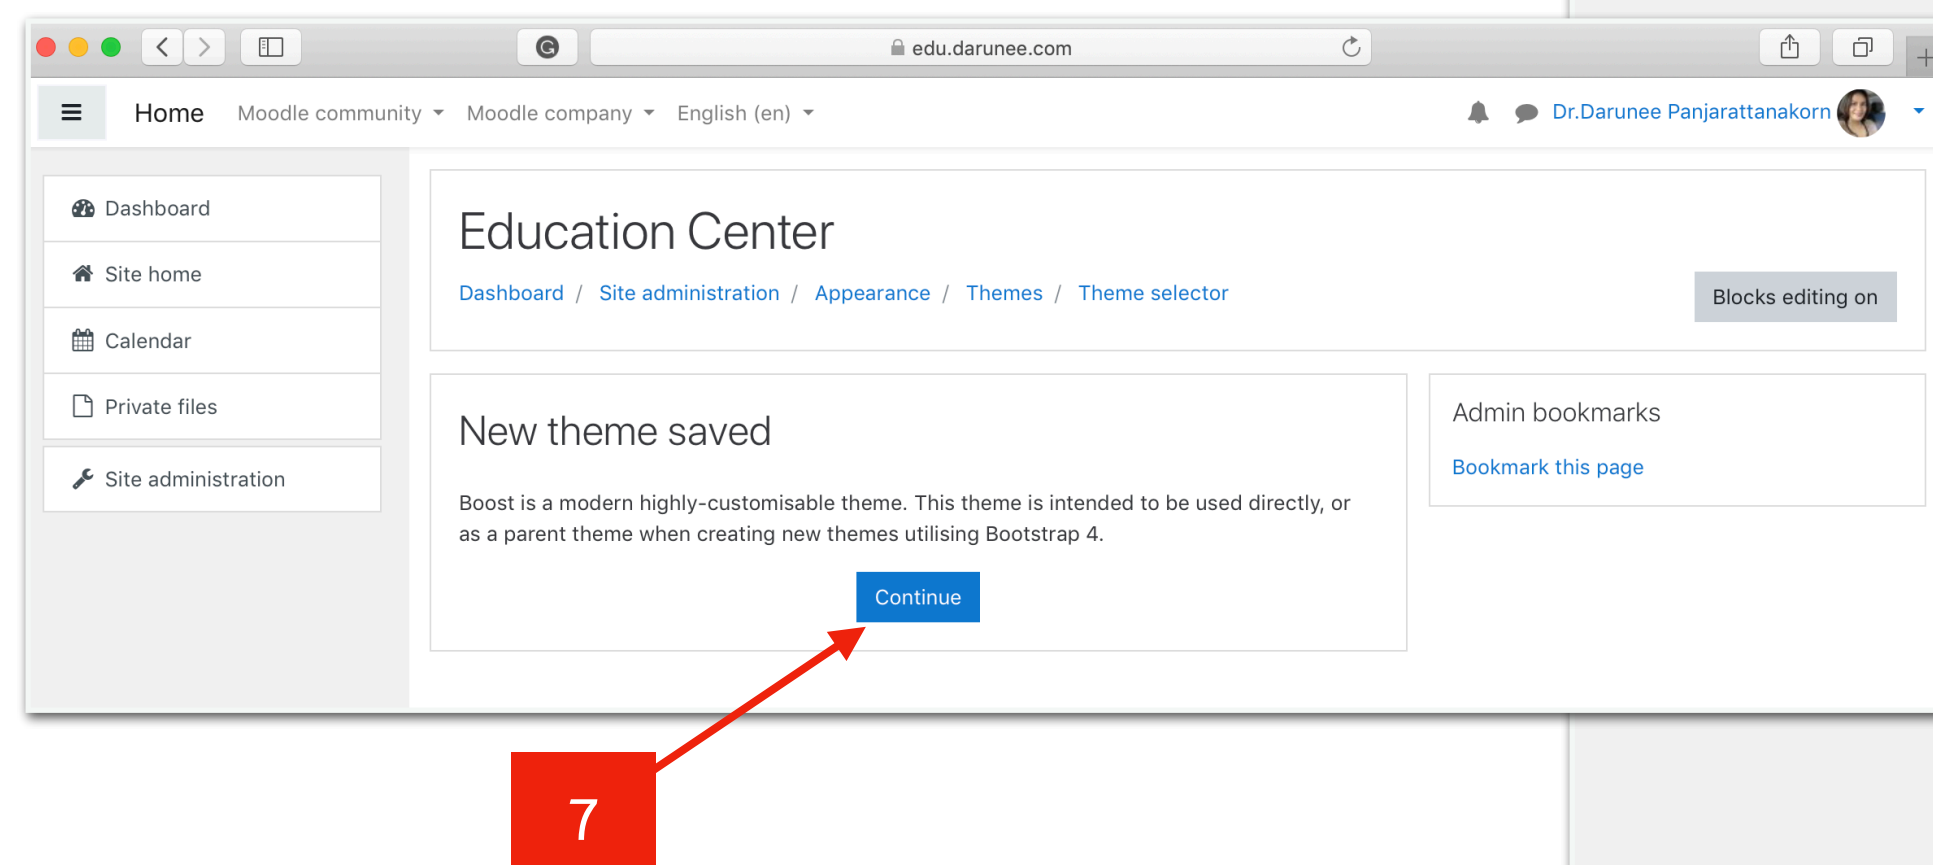 edu.darunee.com
Home Moodle community Moodle company English (en) Dr.Darunee Panjarattanakorn
Dashboard
Site home
Calendar
Private files
Site administration
Education Center
Dashboard / Site administration / Appearance / Themes / Theme selector
Blocks editing on
New theme saved
Boost is a modern highly-customisable theme. This theme is intended to be used directly, or
as a parent theme when creating new themes utilising Bootstrap 4.
Continue
Admin bookmarks
Bookmark this page
7